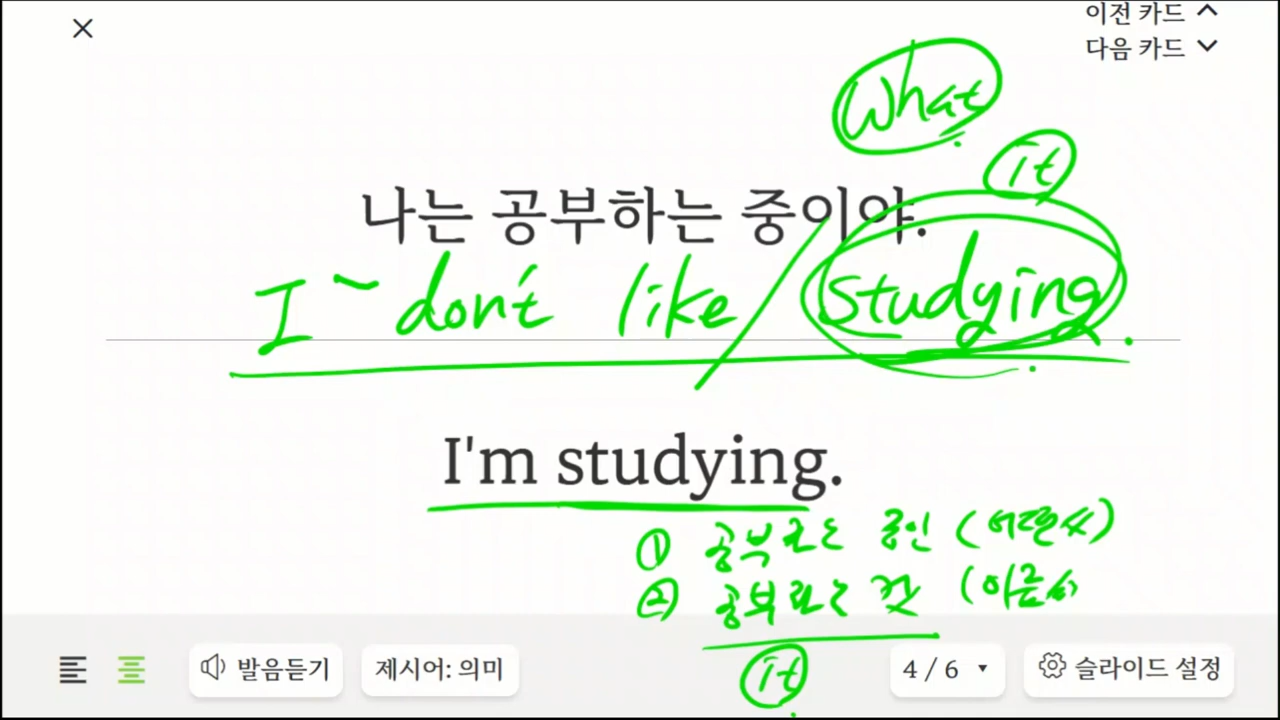 이전 카드
다음 카드
What
it
나는 공부하는 중이야.
I don't like / studying.
I'm studying.
① 공부하는 중인 (어떤씨)
② 공부하는 것 (이름씨)
it
발음듣기
제시어: 의미
4 / 6
슬라이드 설정